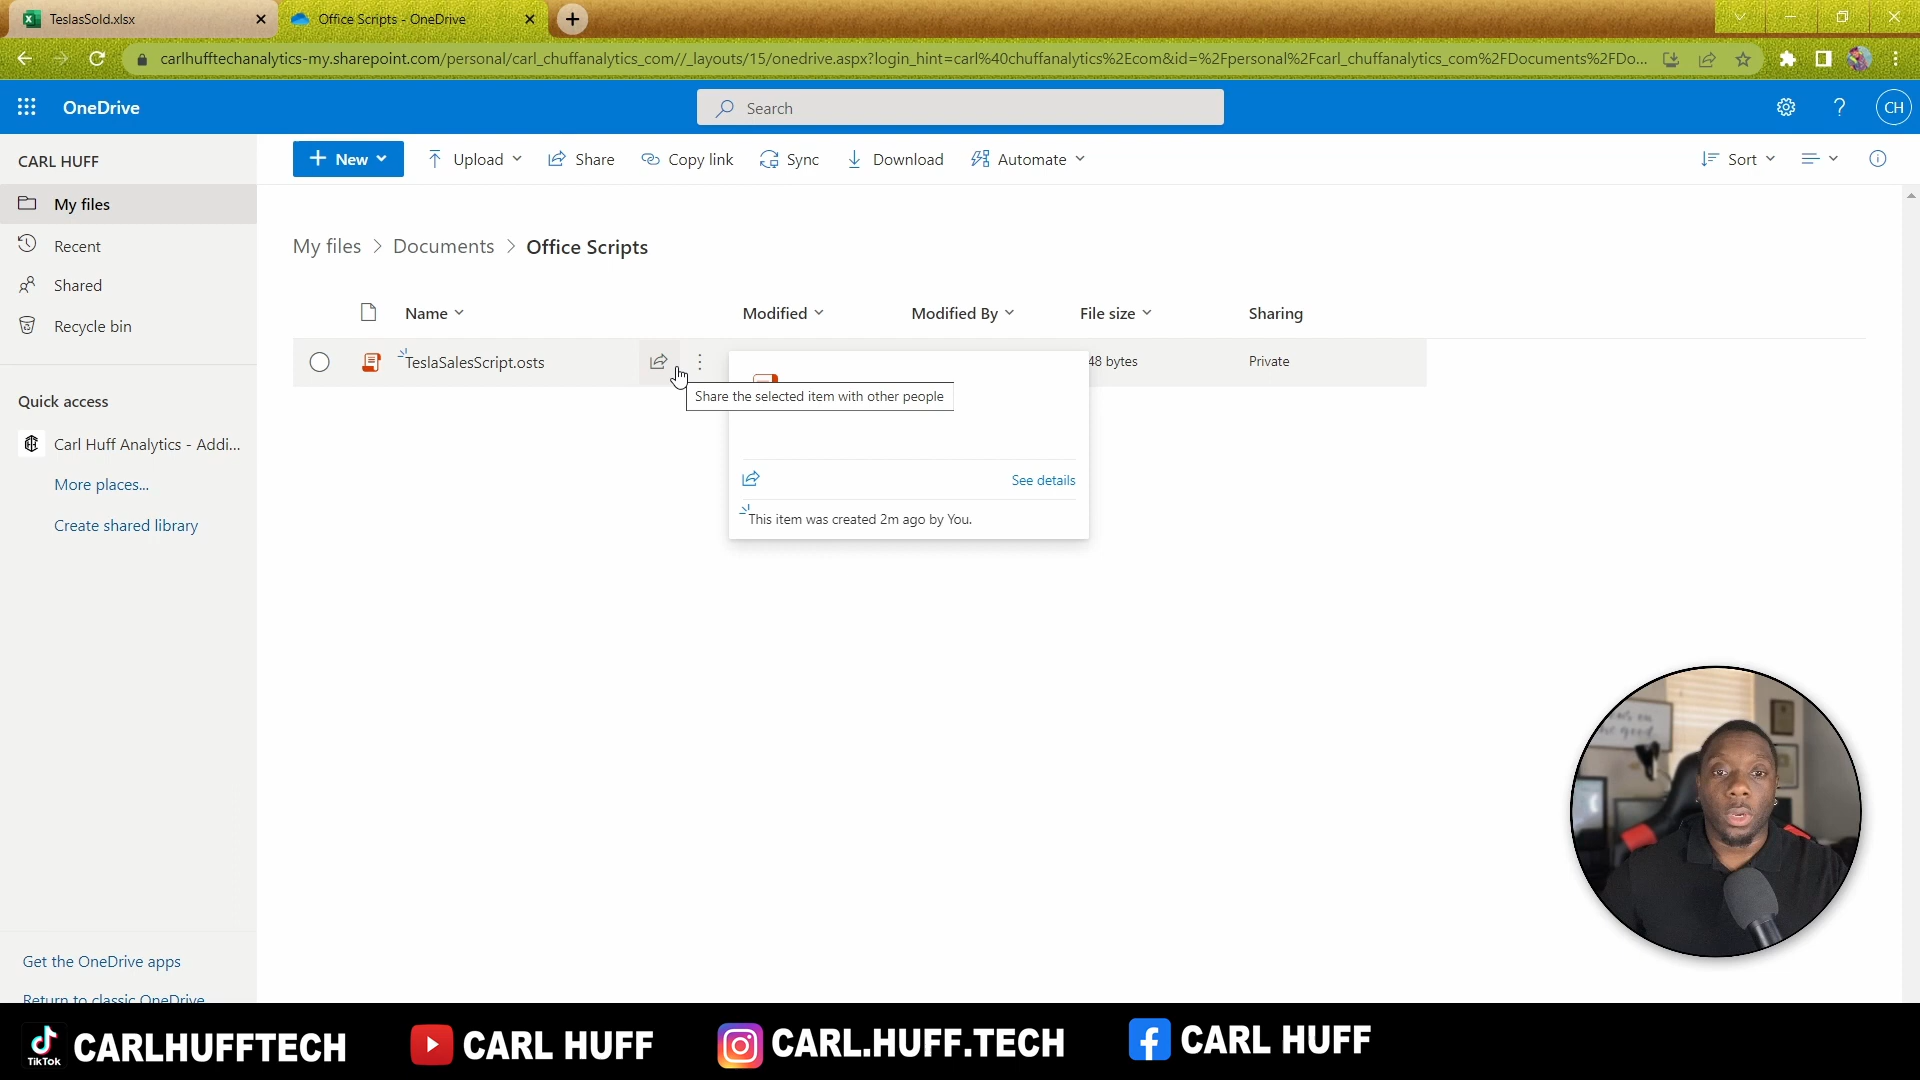 TeslasSold.xlsx
Office Scripts - OneDrive
carlhufftechanalytics-my.sharepoint.com/personal/carl_chuffanalytics_com//_layouts/15/onedrive.aspx?login_hint=carl%40chuffanalytics%2Ecom&id=%2Fpersonal%2Fcarl_chuffanalytics_com%2FDocuments%2FDo...
OneDrive
Search
CH
CARL HUFF
New
Upload
Share
Copy link
Sync
Download
Automate
Sort
My files
Recent
Shared
Recycle bin
Quick access
Carl Huff Analytics - Addi...
More places...
Create shared library
Get the OneDrive apps
Return to classic OneDrive
My files > Documents > Office Scripts
Name
Modified
Modified By
File size
Sharing
TeslaSalesScript.osts
48 bytes
Private
Share the selected item with other people
See details
This item was created 2m ago by You.
TikTok
CARLHUFFTECH
CARL HUFF
CARL.HUFF.TECH
CARL HUFF